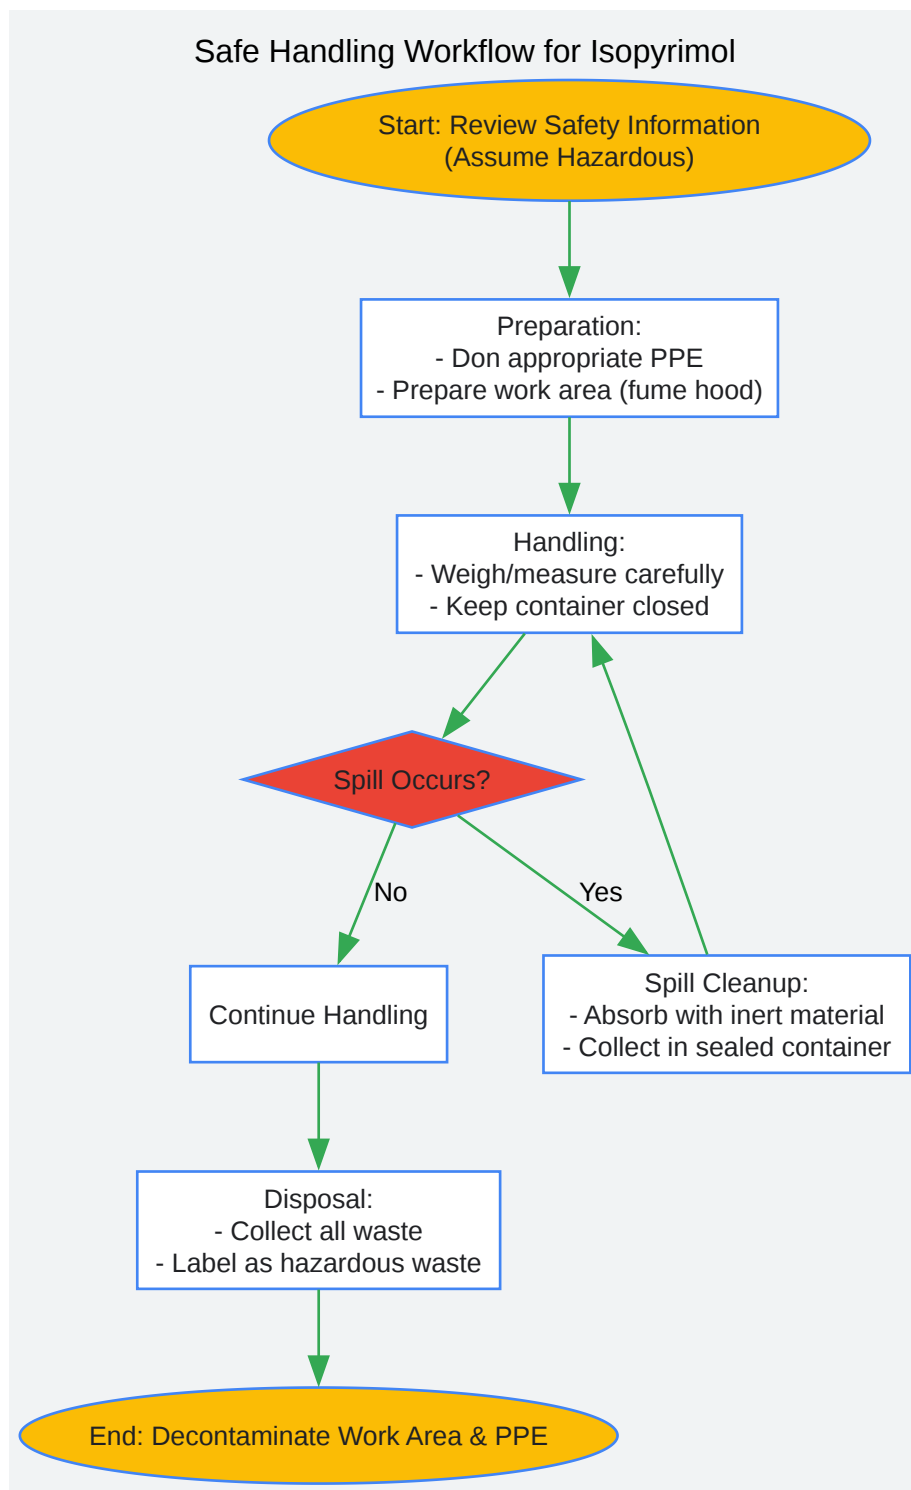 Safe Handling Workflow for Isopyrimol
Start: Review Safety Information
(Assume Hazardous)
Preparation:
- Don appropriate PPE
- Prepare work area (fume hood)
Handling:
- Weigh/measure carefully
- Keep container closed
Spill Occurs?
No
Yes
Continue Handling
Spill Cleanup:
- Absorb with inert material
- Collect in sealed container
Disposal:
- Collect all waste
- Label as hazardous waste
End: Decontaminate Work Area & PPE